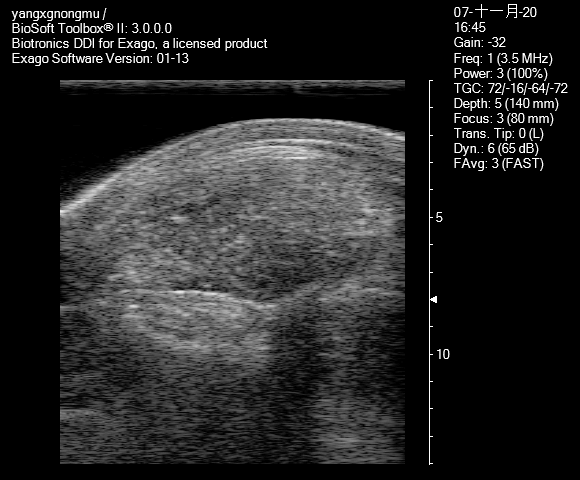 yangxgnongmu /
BioSoft Toolbox® II: 3.0.0.0
Biotronics DDI for Exago, a licensed product
Exago Software Version: 01-13
07-十一月-20
16:45
Gain: -32
Freq: 1 (3.5 MHz)
Power: 3 (100%)
TGC: 72/-16/-64/-72
Depth: 5 (140 mm)
Focus: 3 (80 mm)
Trans. Tip: 0 (L)
Dyn.: 6 (65 dB)
FAvg: 3 (FAST)
5
10